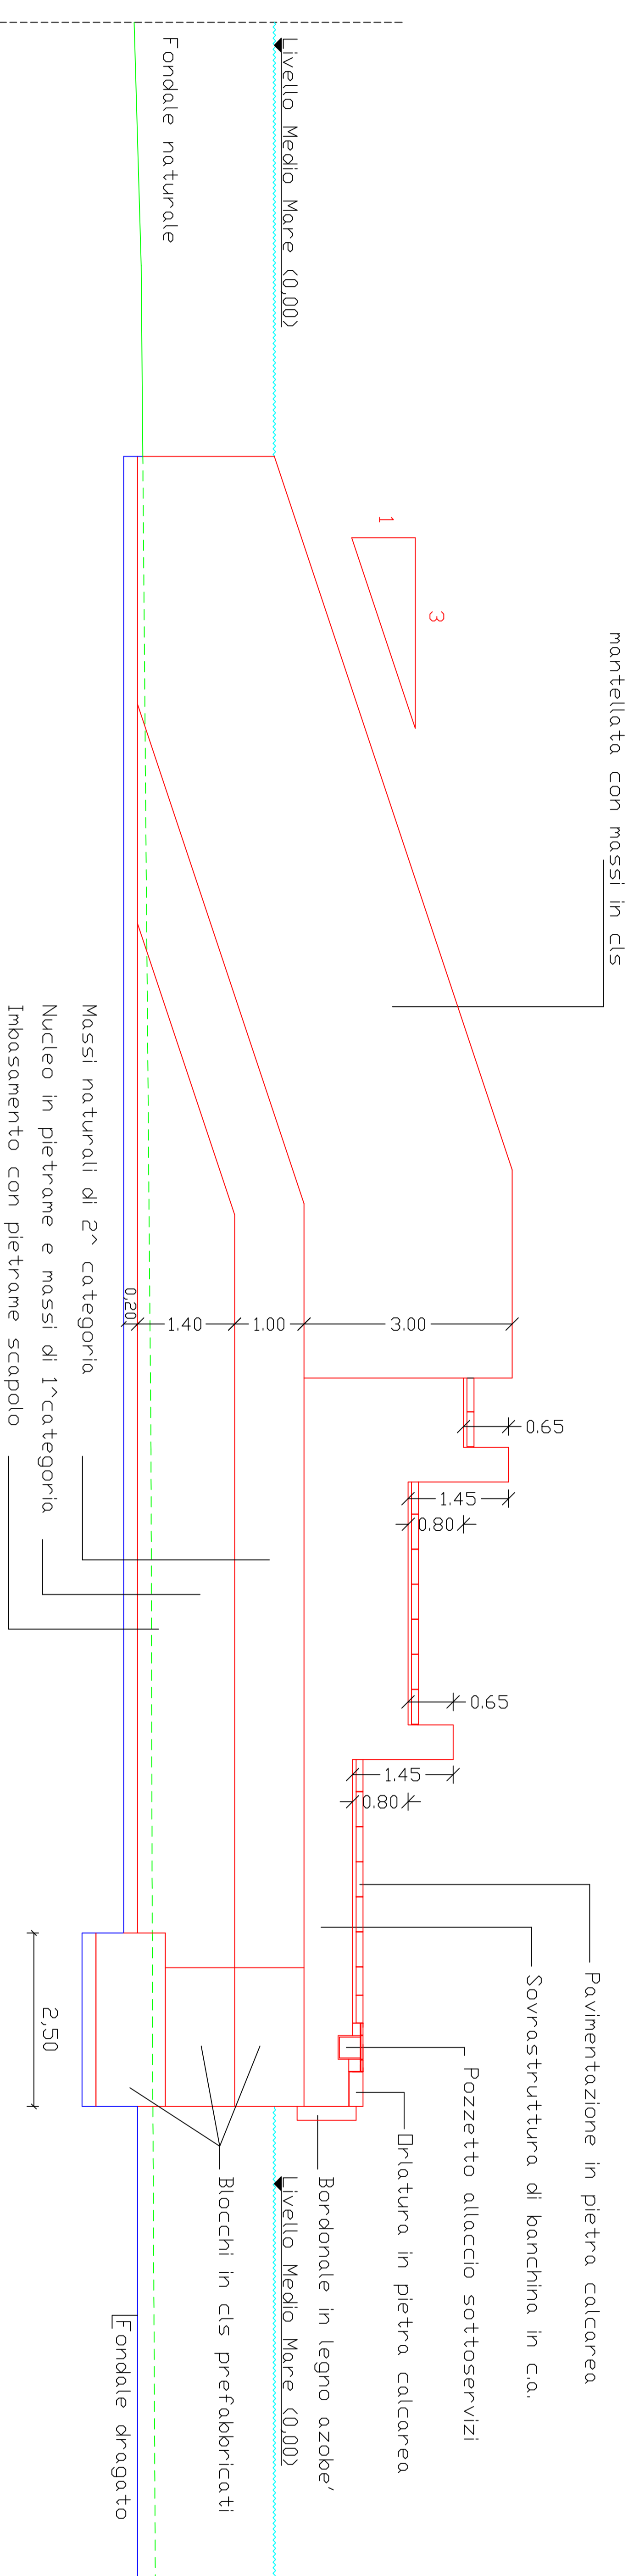 mantellata con massi in cls
3
1
Livello Medio Mare (0,00)
Fondale naturale
0.65
1.45
0.80
0.65
1.45
0.80
3.00
1.00
1.40
0,20
Massi naturali di 2^ categoria
Nucleo in pietrame e massi di 1^categoria
Imbasamento con pietrame scapolo
2,50
Pavimentazione in pietra calcarea
Sovrastruttura di banchina in c.a.
Pozzetto allaccio sottoservizi
Orlatura in pietra calcarea
Bordonale in legno azobe'
Livello Medio Mare (0,00)
Blocchi in cls prefabbricati
Fondale dragato